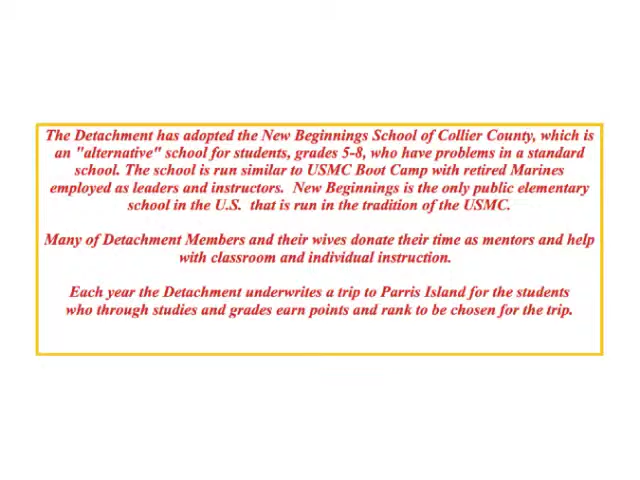 The Detachment has adopted the New Beginnings School of Collier County, which is
an "alternative" school for students, grades 5-8, who have problems in a standard
school. The school is run similar to USMC Boot Camp with retired Marines
employed as leaders and instructors.  New Beginnings is the only public elementary
school in the U.S.  that is run in the tradition of the USMC.
Many of Detachment Members and their wives donate their time as mentors and help
with classroom and individual instruction.
Each year the Detachment underwrites a trip to Parris Island for the students
who through studies and grades earn points and rank to be chosen for the trip.